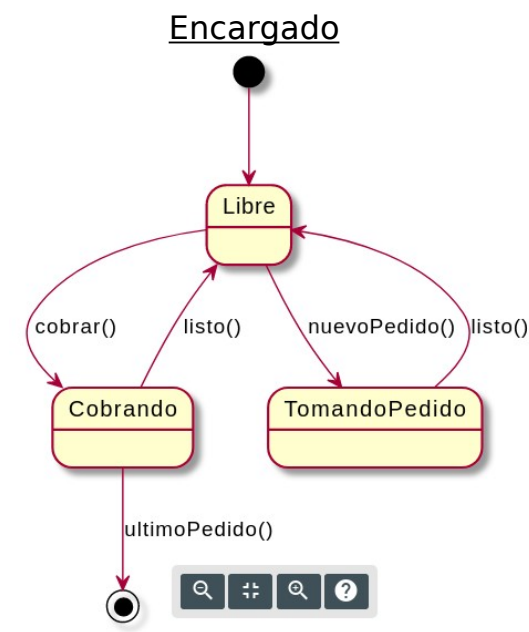 Encargado
Libre
cobrar()
listo()
nuevoPedido()
listo()
Cobrando
TomandoPedido
ultimoPedido()
?